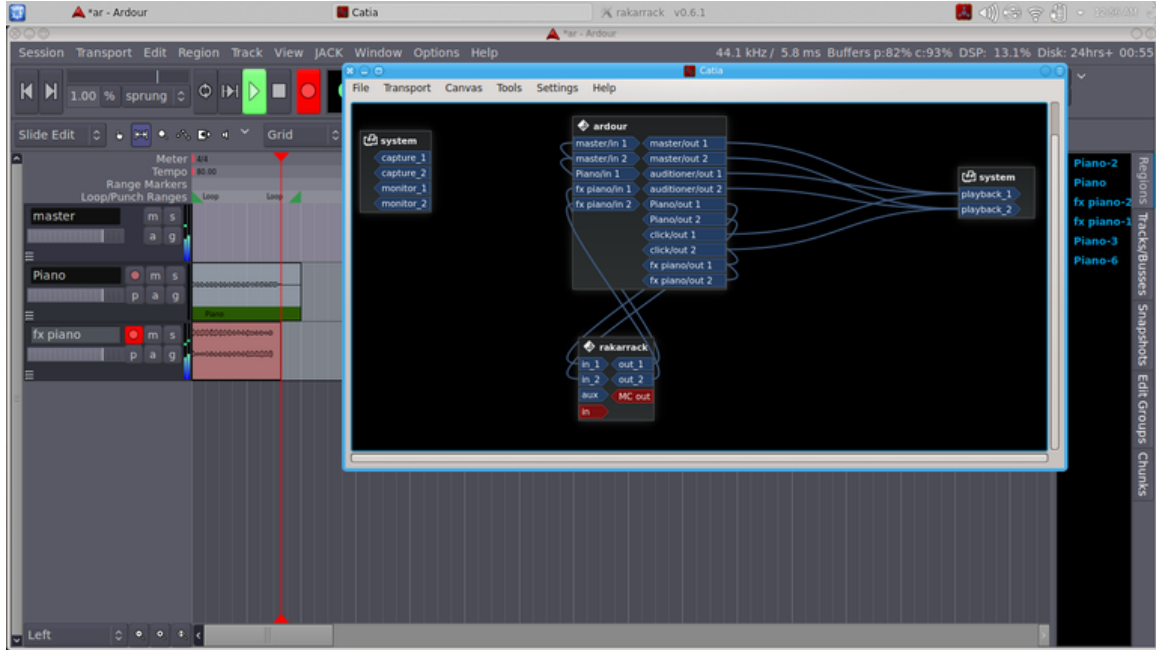 *ar - Ardour
Catia
rakarrack v0.6.1
*ar - Ardour
Session Transport Edit Region Track View JACK Window Options Help
44.1 kHz / 5.8 ms Buffers p:82% c:93% DSP: 13.1% Disk: 24hrs+ 00:55
1.00 % sprung
Slide Edit
Grid
Meter 4/4
Tempo 80.00
Range Markers
Loop/Punch Ranges Loop Loop
master m s
a g
Piano m s
p a g
Piano
fx piano m s
p a g
Left
Catia
File Transport Canvas Tools Settings Help
system
capture_1
capture_2
monitor_1
monitor_2
ardour
master/in 1 master/out 1
master/in 2 master/out 2
Piano/in 1 auditioner/out 1
fx piano/in 1 auditioner/out 2
fx piano/in 2 Piano/out 1
Piano/out 2
click/out 1
click/out 2
fx piano/out 1
fx piano/out 2
system
playback_1
playback_2
rakarrack
in_1 out_1
in_2 out_2
aux MC out
in
Piano-2
Piano
fx piano-2
fx piano-1
Piano-3
Piano-6
Regions
Tracks/Busses
Snapshots
Edit Groups
Chunks